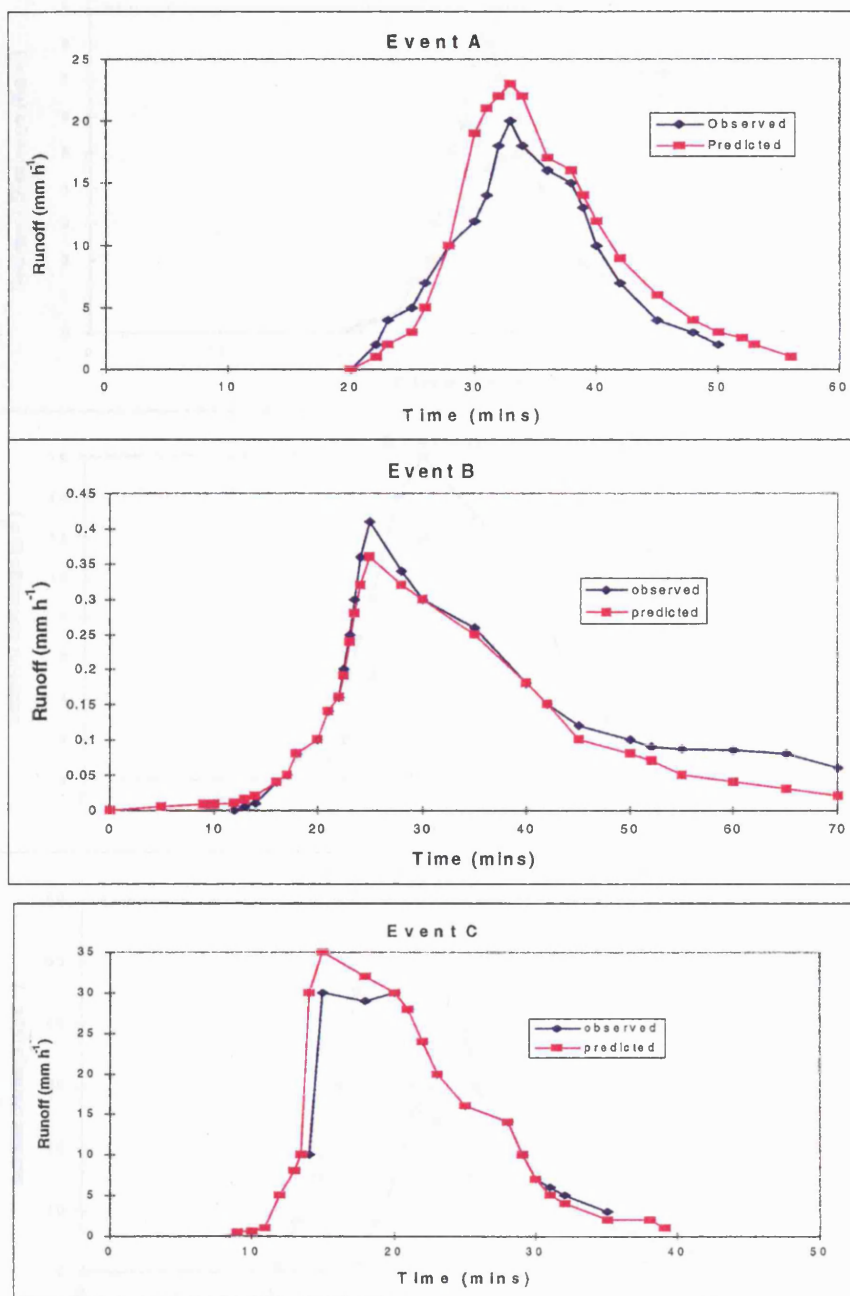 Event A
25
20
15
10
5
0
Runoff (mm h-1)
0 10 20 30 40 50 60
Time (mins)
Observed
Predicted
Event B
0.45
0.4
0.35
0.3
0.25
0.2
0.15
0.1
0.05
0
Runoff (mm h-1)
0 10 20 30 40 50 60 70
Time (mins)
observed
predicted
Event C
35
30
25
20
15
10
5
0
Runoff (mm h-1)
0 10 20 30 40 50
Time (mins)
observed
predicted